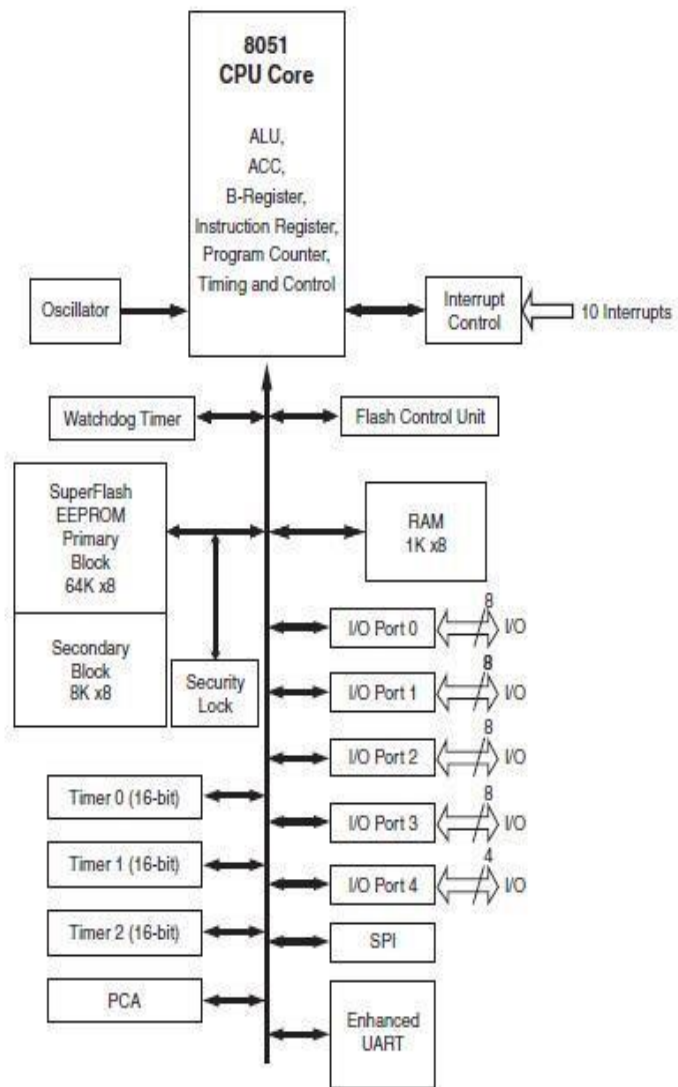 8051
CPU Core
ALU,
ACC,
B-Register,
Instruction Register,
Program Counter,
Timing and Control
Oscillator
Interrupt
Control
10 Interrupts
Watchdog Timer
Flash Control Unit
SuperFlash
EEPROM
Primary
Block
64K x8
RAM
1K x8
Secondary
Block
8K x8
Security
Lock
I/O Port 0
8
I/O
I/O Port 1
8
I/O
I/O Port 2
8
I/O
I/O Port 3
8
I/O
I/O Port 4
4
I/O
Timer 0 (16-bit)
Timer 1 (16-bit)
Timer 2 (16-bit)
SPI
PCA
Enhanced
UART